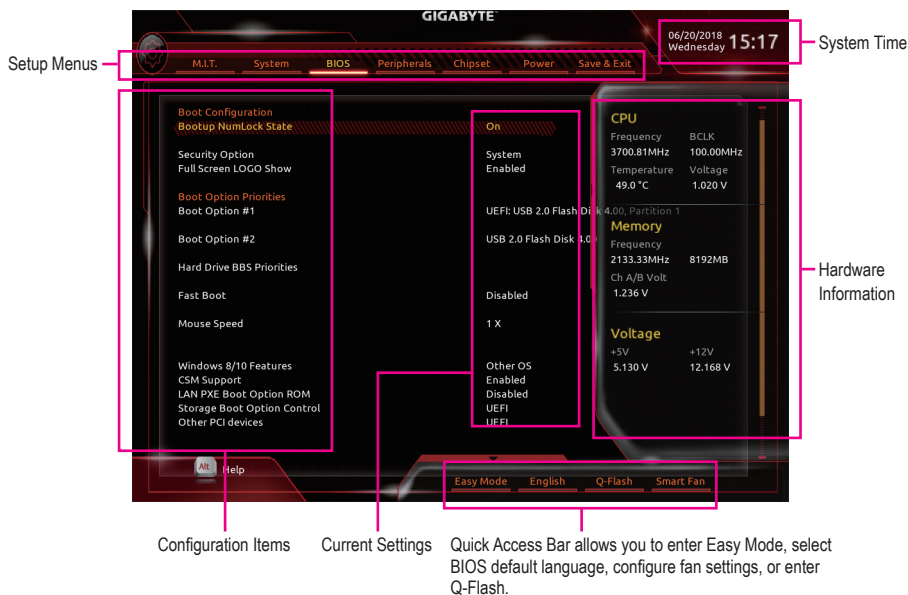 GIGABYTE™
06/20/2018
Wednesday 15:17
System Time
Setup Menus
M.I.T. System BIOS Peripherals Chipset Power Save & Exit
Boot Configuration
Bootup NumLock State On
Security Option System
Full Screen LOGO Show Enabled
Boot Option Priorities
Boot Option #1 UEFI: USB 2.0 Flash Disk 4.00, Partition 1
Boot Option #2 USB 2.0 Flash Disk 4.00
Hard Drive BBS Priorities
Fast Boot Disabled
Mouse Speed 1 X
Windows 8/10 Features Other OS
CSM Support Enabled
LAN PXE Boot Option ROM Disabled
Storage Boot Option Control UEFI
Other PCI devices UEFI
CPU
Frequency BCLK
3700.81MHz 100.00MHz
Temperature Voltage
49.0 °C 1.020 V
Memory
Frequency
2133.33MHz 8192MB
Ch A/B Volt
1.236 V
Voltage
+5V +12V
5.130 V 12.168 V
Hardware
Information
Alt Help
Easy Mode English Q-Flash Smart Fan
Configuration Items
Current Settings
Quick Access Bar allows you to enter Easy Mode, select
BIOS default language, configure fan settings, or enter
Q-Flash.